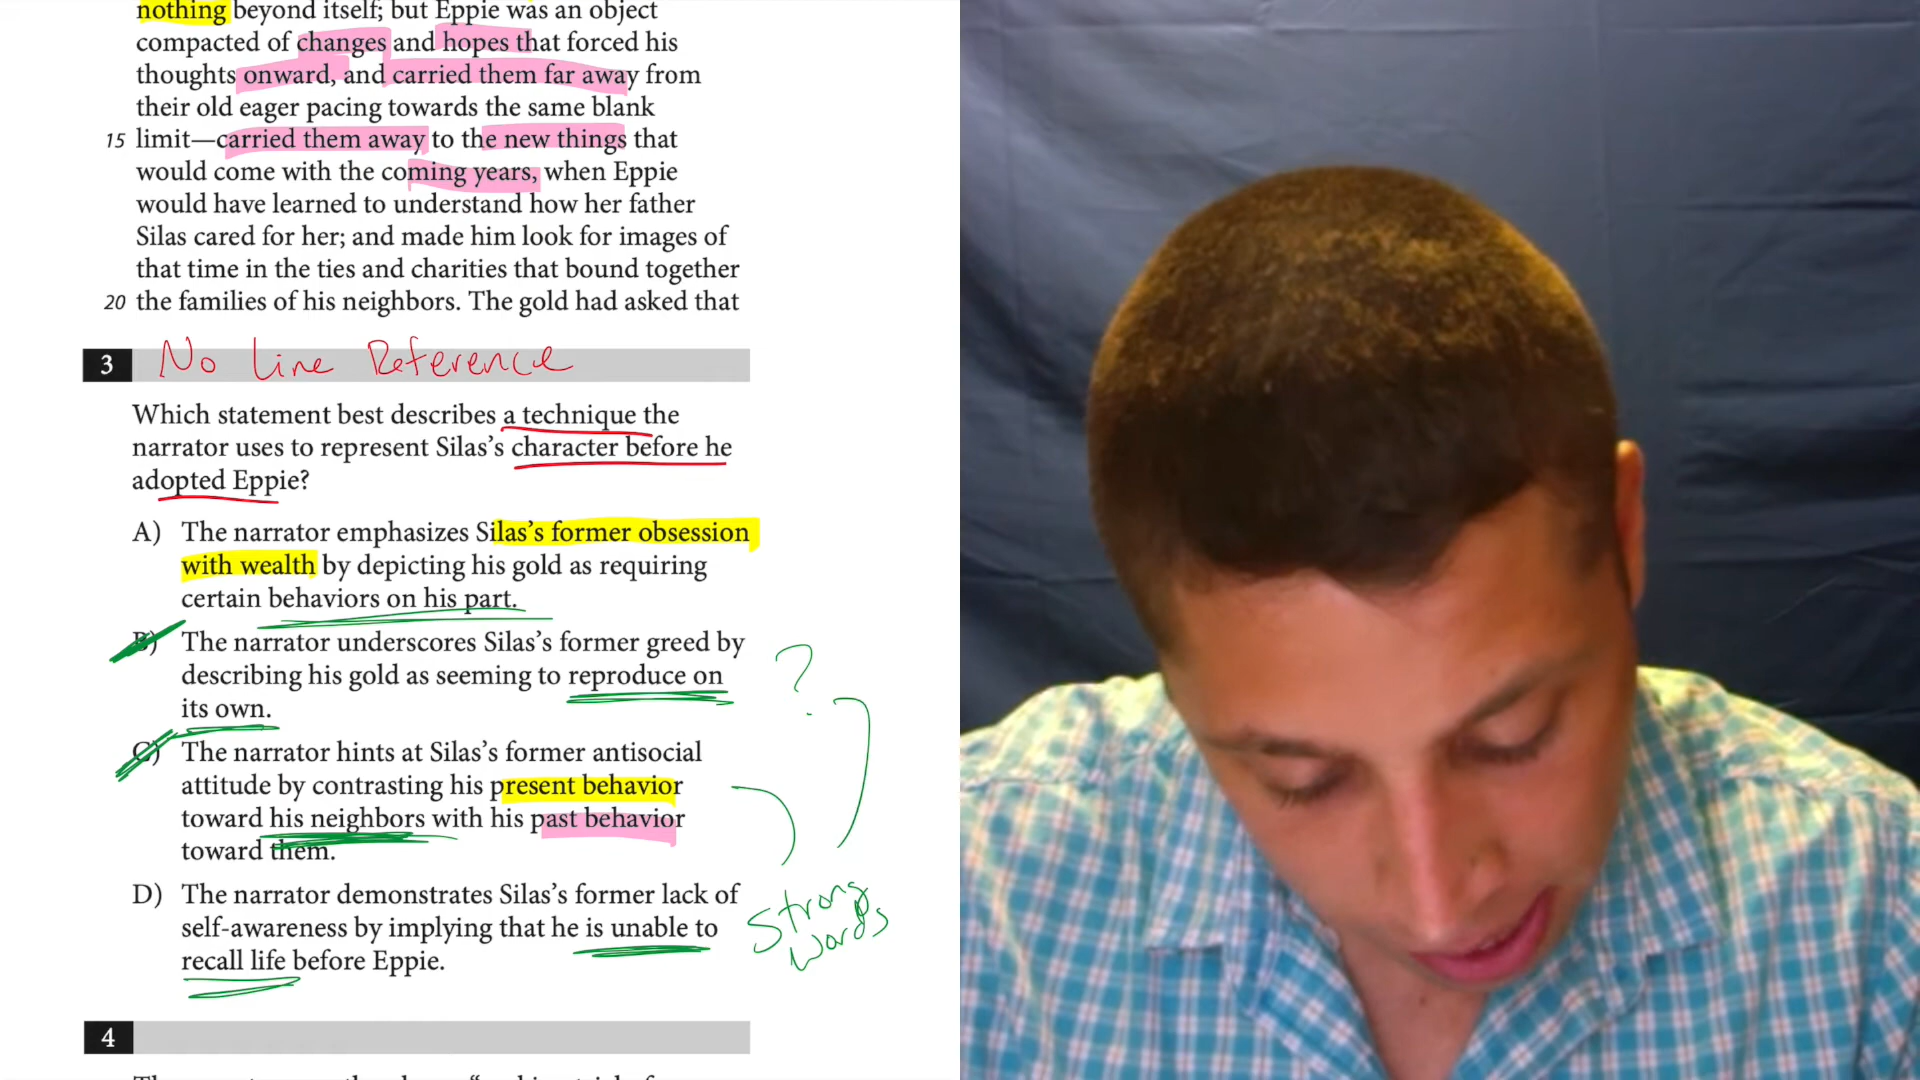 nothing beyond itself; but Eppie was an object
compacted of changes and hopes that forced his
thoughts onward, and carried them far away from
their old eager pacing towards the same blank
15 limit—carried them away to the new things that
would come with the coming years, when Eppie
would have learned to understand how her father
Silas cared for her; and made him look for images of
that time in the ties and charities that bound together
20 the families of his neighbors. The gold had asked that
3 No Line Reference
Which statement best describes a technique the
narrator uses to represent Silas’s character before he
adopted Eppie?
A) The narrator emphasizes Silas’s former obsession
with wealth by depicting his gold as requiring
certain behaviors on his part.
B) The narrator underscores Silas’s former greed by
describing his gold as seeming to reproduce on
its own.
?
C) The narrator hints at Silas’s former antisocial
attitude by contrasting his present behavior
toward his neighbors with his past behavior
toward them.
D) The narrator demonstrates Silas’s former lack of
self-awareness by implying that he is unable to
recall life before Eppie.
Strong
Words
4